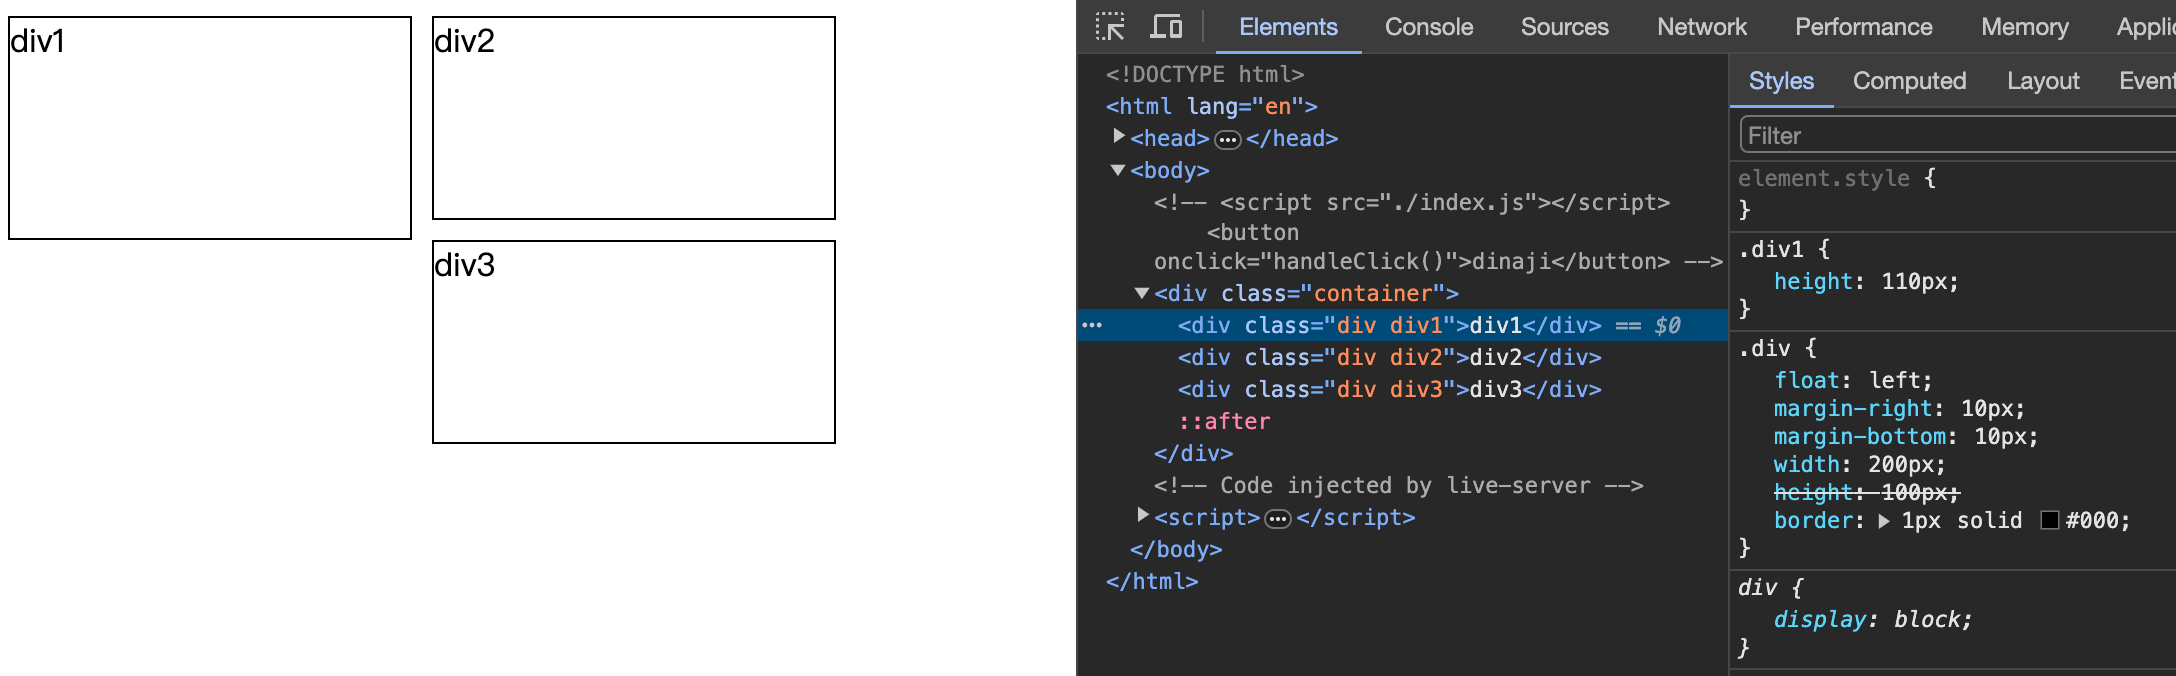 div1
div2
div3
Elements Console Sources Network Performance Memory Applic
<!DOCTYPE html>
<html lang="en">
<head> ••• </head>
<body>
<!-- <script src="./index.js"></script>
<button
onclick="handleClick()">dinaji</button> -->
<div class="container">
••• <div class="div div1">div1</div> == $0
<div class="div div2">div2</div>
<div class="div div3">div3</div>
::after
</div>
<!-- Code injected by live-server -->
<script> ••• </script>
</body>
</html>
Styles Computed Layout Event
Filter
element.style {
}
.div1 {
height: 110px;
}
.div {
float: left;
margin-right: 10px;
margin-bottom: 10px;
width: 200px;
height: 100px;
border: 1px solid #000;
}
div {
display: block;
}